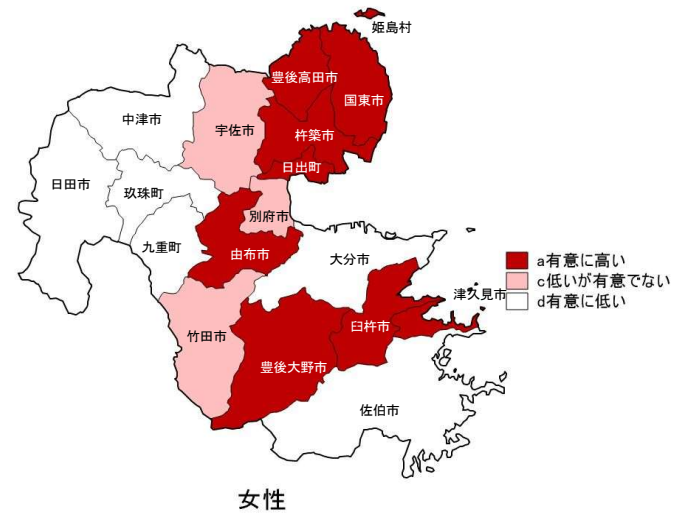 姫島村
豊後高田市
国東市
中津市
宇佐市
杵築市
日出町
日田市
玖珠町
別府市
九重町
由布市
大分市
a有意に高い
c低いが有意でない
d有意に低い
津久見市
臼杵市
竹田市
豊後大野市
佐伯市
女性